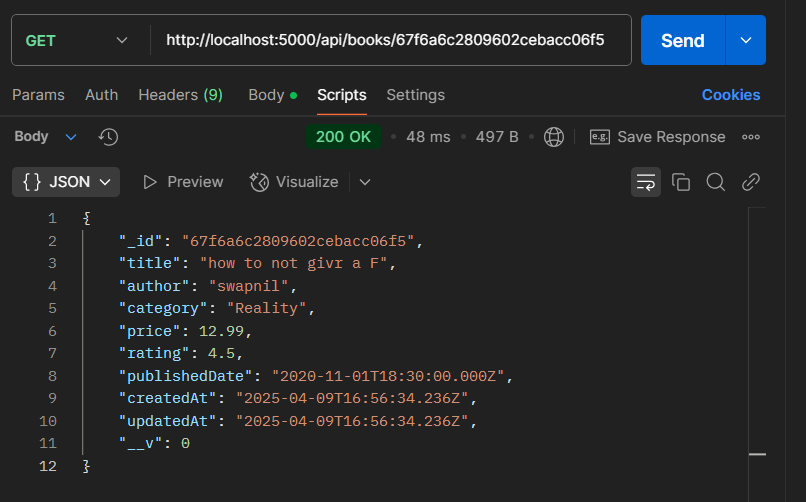 GET http://localhost:5000/api/books/67f6a6c2809602cebacc06f5 Send
Params Auth Headers (9) Body Scripts Settings Cookies
Body 200 OK 48 ms 497 B e.g. Save Response
{} JSON Preview Visualize
1 {
2 "_id": "67f6a6c2809602cebacc06f5",
3 "title": "how to not givr a F",
4 "author": "swapnil",
5 "category": "Reality",
6 "price": 12.99,
7 "rating": 4.5,
8 "publishedDate": "2020-11-01T18:30:00.000Z",
9 "createdAt": "2025-04-09T16:56:34.236Z",
10 "updatedAt": "2025-04-09T16:56:34.236Z",
11 "__v": 0
12 }